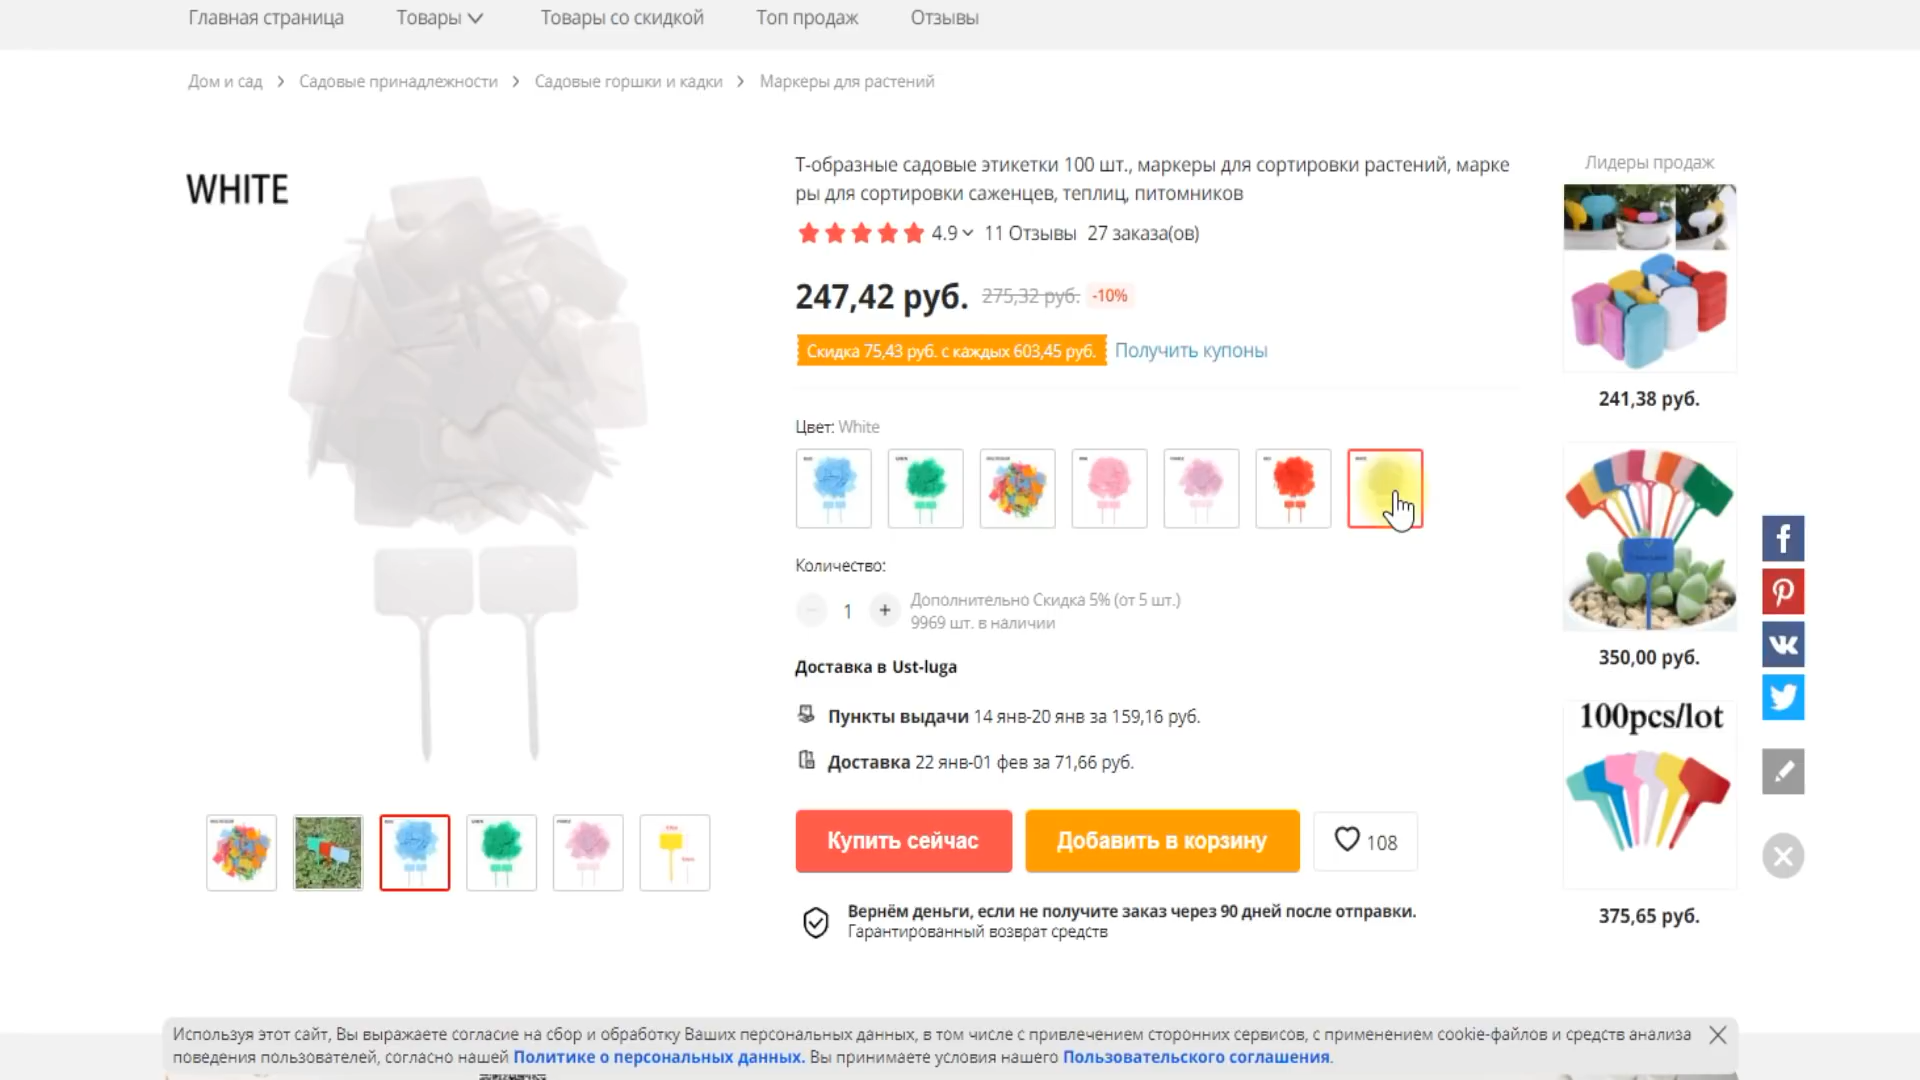 Главная страница Товары Товары со скидкой Топ продаж Отзывы
Дом и сад > Садовые принадлежности > Садовые горшки и кадки > Маркеры для растений
WHITE
Т-образные садовые этикетки 100 шт., маркеры для сортировки растений, марке
ры для сортировки саженцев, теплиц, питомников
4.9 11 Отзывы 27 заказа(ов)
247,42 руб. 275,32 руб. -10%
Скидка 75,43 руб. с каждых 603,45 руб. Получить купоны
Цвет: White
Количество:
− 1 +
Дополнительно Скидка 5% (от 5 шт.)
9969 шт. в наличии
Доставка в Ust-luga
Пункты выдачи 14 янв-20 янв за 159,16 руб.
Доставка 22 янв-01 фев за 71,66 руб.
Купить сейчас Добавить в корзину 108
Вернём деньги, если не получите заказ через 90 дней после отправки.
Гарантированный возврат средств
Лидеры продаж
241,38 руб.
350,00 руб.
100pcs/lot
375,65 руб.
Используя этот сайт, Вы выражаете согласие на сбор и обработку Ваших персональных данных, в том числе с привлечением сторонних сервисов, с применением cookie-файлов и средств анализа
поведения пользователей, согласно нашей Политике о персональных данных. Вы принимаете условия нашего Пользовательского соглашения.